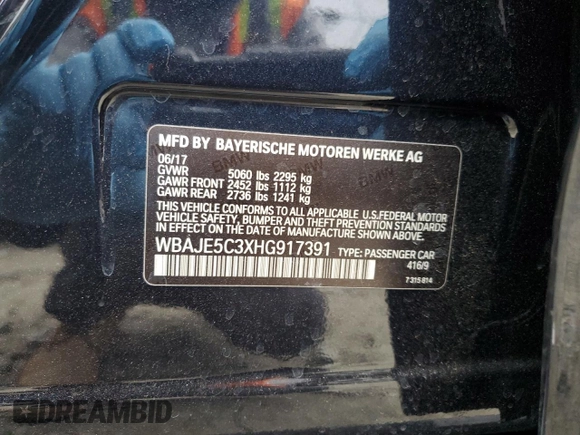 MFD BY BAYERISCHE MOTOREN WERKE AG
06/17
GVWR 5060 lbs 2295 kg
GAWR FRONT 2452 lbs 1112 kg
GAWR REAR 2736 lbs 1241 kg
THIS VEHICLE CONFORMS TO ALL APPLICABLE U.S.FEDERAL MOTOR
VEHICLE SAFETY, BUMPER, AND THEFT PREVENTION STANDARDS
IN EFFECT ON THE DATE OF MANUFACTURE SHOWN ABOVE.
WBAJE5C3XHG917391 TYPE: PASSENGER CAR
416/9
7 315 814
DREAMBID